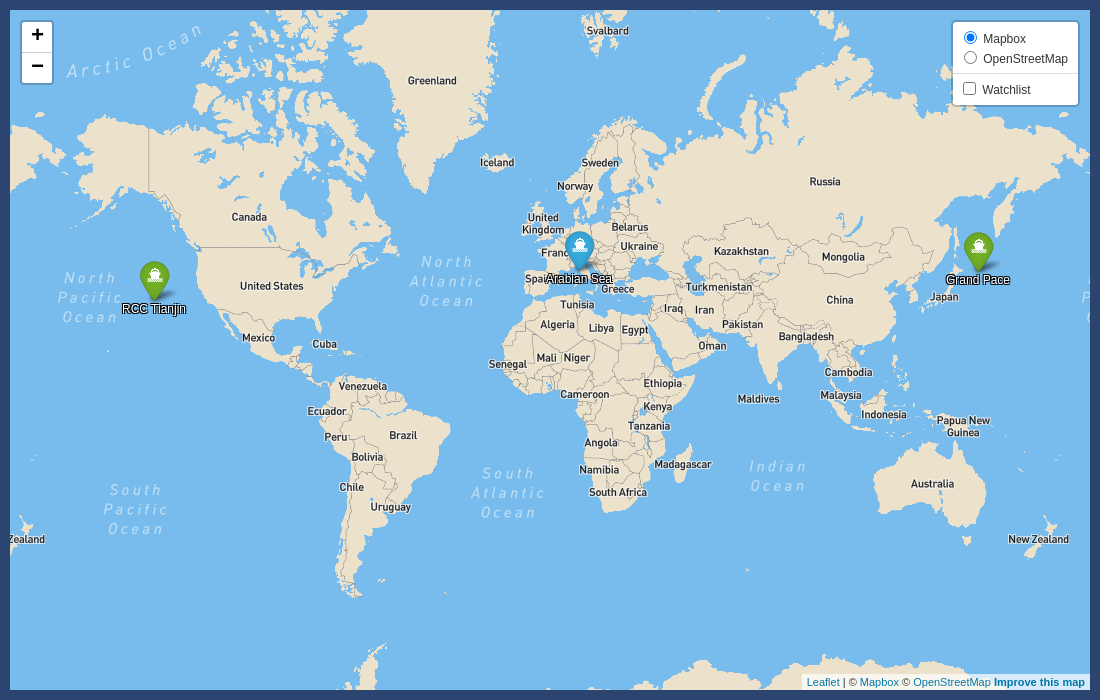 +
−
Mapbox
OpenStreetMap
Watchlist
Arctic Ocean
Svalbard
Greenland
Iceland
Sweden
Norway
Russia
Canada
United
Kingdom
Belarus
Ukraine
Franc
Kazakhstan
Mongolia
North
Pacific
Ocean
North
Atlantic
Ocean
Spai
Arabian Sea
Greece
Turkmenistan
Grand Pace
United States
RCC Tianjin
Tunisia
China
Japan
Iraq
Iran
Mexico
Cuba
Algeria
Libya
Egypt
Pakistan
Bangladesh
Oman
Senegal
Mali
Niger
Cambodia
Venezuela
Cameroon
Ethiopia
Maldives
Malaysia
Ecuador
Kenya
Indonesia
Papua New
Guinea
Peru
Brazil
Tanzania
Angola
Bolivia
Namibia
Madagascar
Indian
Ocean
Chile
South
Atlantic
Ocean
South Africa
Australia
South
Pacific
Ocean
Uruguay
Zealand
New Zealand
Leaflet | © Mapbox © OpenStreetMap Improve this map